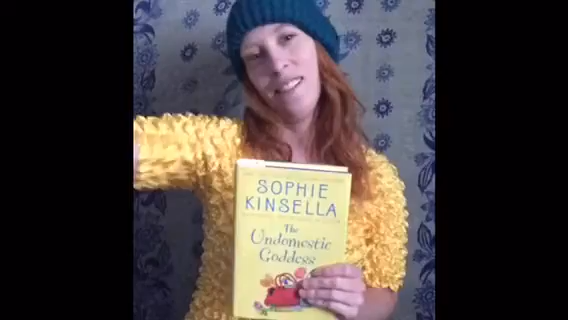 SOPHIE
KINSELLA
The
Undomestic
Goddess